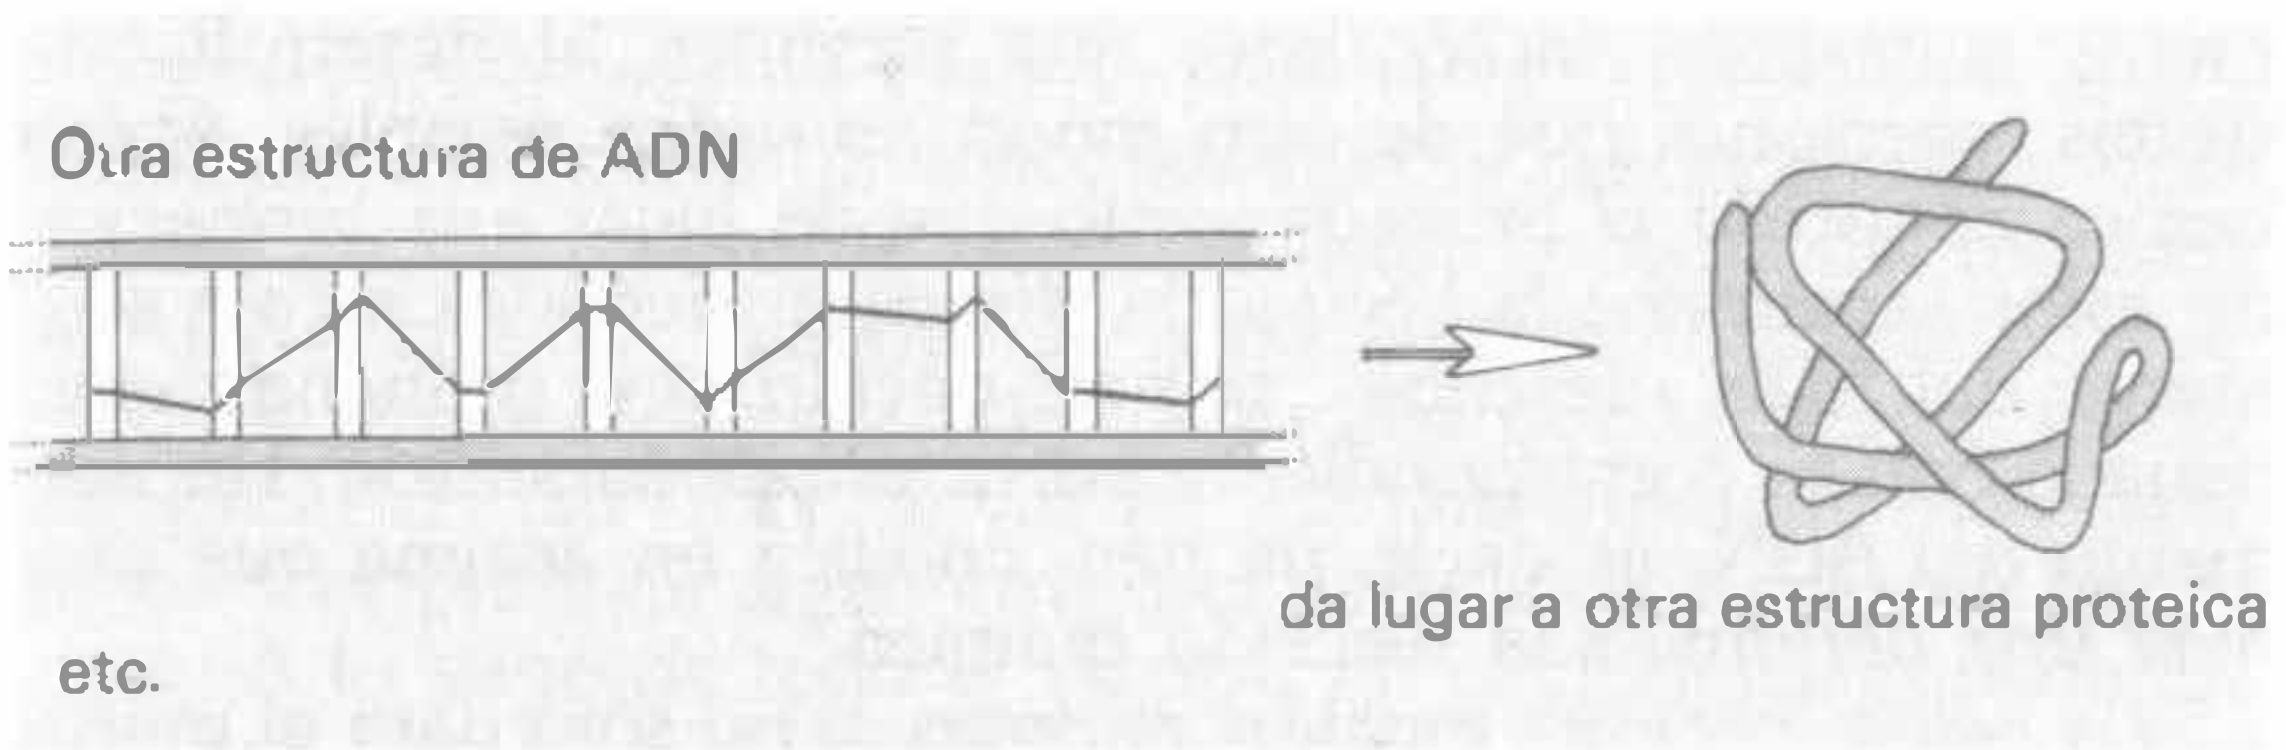 Otra estructura de ADN
da lugar a otra estructura proteica
etc.